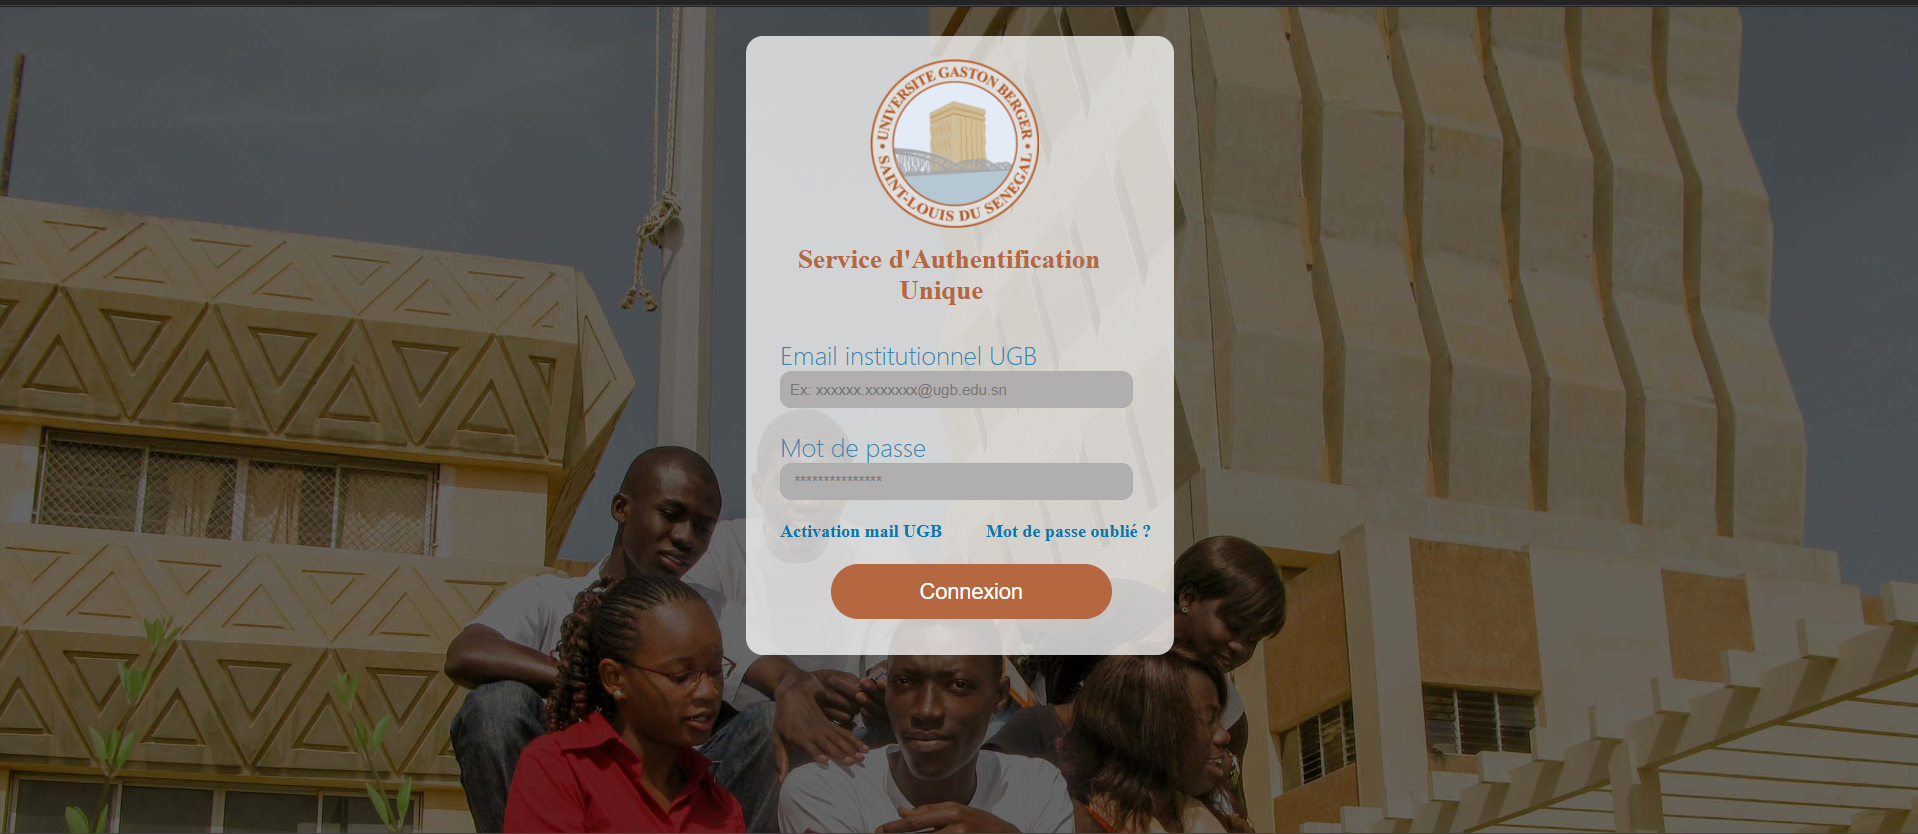 UNIVERSITE GASTON BERGER
SAINT-LOUIS DU SENEGAL
Service d'Authentification
Unique
Email institutionnel UGB
Ex: xxxxxx.xxxxxxx@ugb.edu.sn
Mot de passe
***************
Activation mail UGB
Mot de passe oublié ?
Connexion